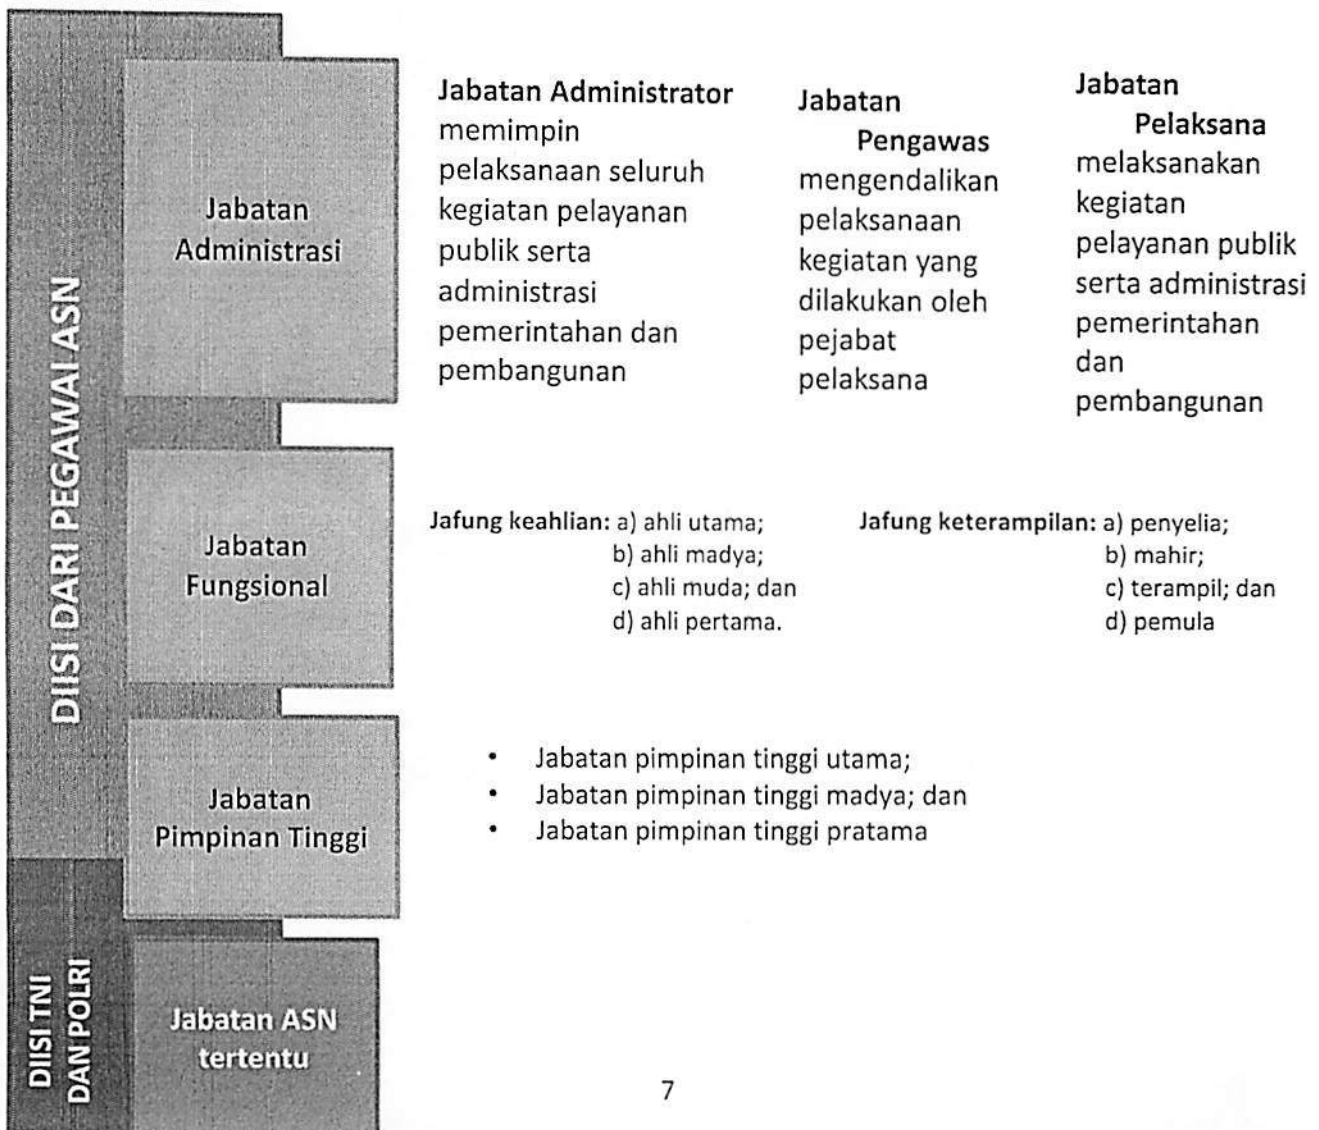 DIISI DARI PEGAWAI ASN
Jabatan
Administrasi
Jabatan Administrator
memimpin
pelaksanaan seluruh
kegiatan pelayanan
publik serta
administrasi
pemerintahan dan
pembangunan
Jabatan
Pengawas
mengendalikan
pelaksanaan
kegiatan yang
dilakukan oleh
pejabat
pelaksana
Jabatan
Pelaksana
melaksanakan
kegiatan
pelayanan publik
serta administrasi
pemerintahan
dan
pembangunan
Jabatan
Fungsional
Jafung keahlian: a) ahli utama;
b) ahli madya;
c) ahli muda; dan
d) ahli pertama.
Jafung keterampilan: a) penyelia;
b) mahir;
c) terampil; dan
d) pemula
Jabatan
Pimpinan Tinggi
• Jabatan pimpinan tinggi utama;
• Jabatan pimpinan tinggi madya; dan
• Jabatan pimpinan tinggi pratama
DIISI TNI
DAN POLRI
Jabatan ASN
tertentu
7